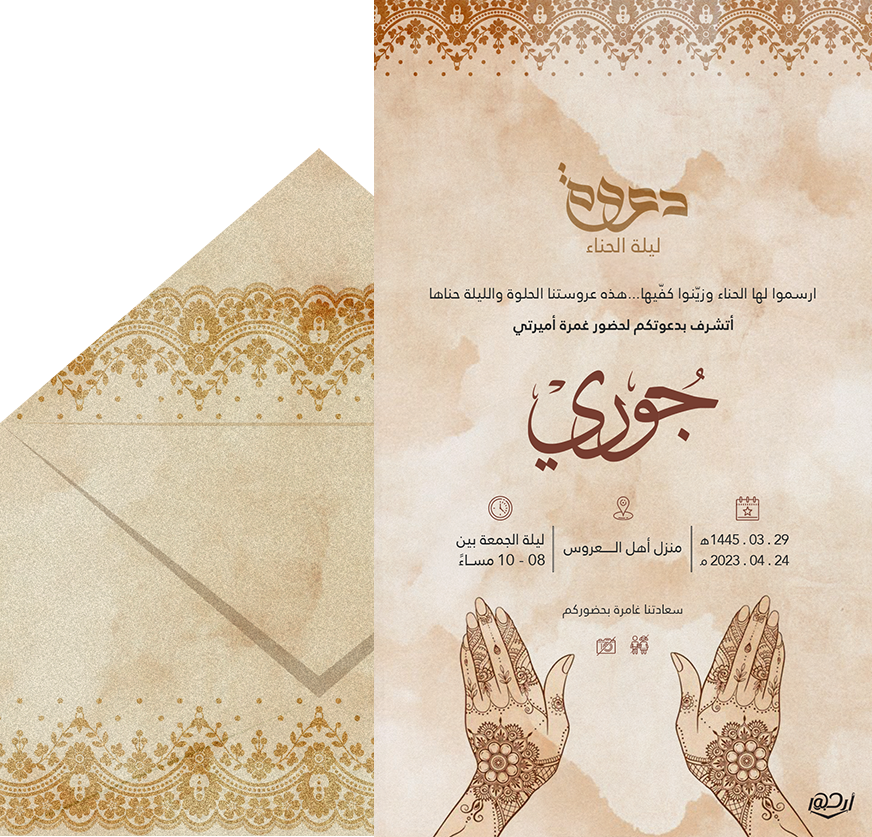 دعوة
ليلة الحناء
ارسموا لها الحناء وزيّنوا كفّيها...هذه عروستنا الحلوة والليلة حناها
أتشرف بدعوتكم لحضور غمرة أميرتي
جُوري
29 . 03 . 1445هـ
24 . 04 . 2023 م
منزل أهل العروس
ليلة الجمعة بين
08 - 10 مساءً
سعادتنا غامرة بحضوركم